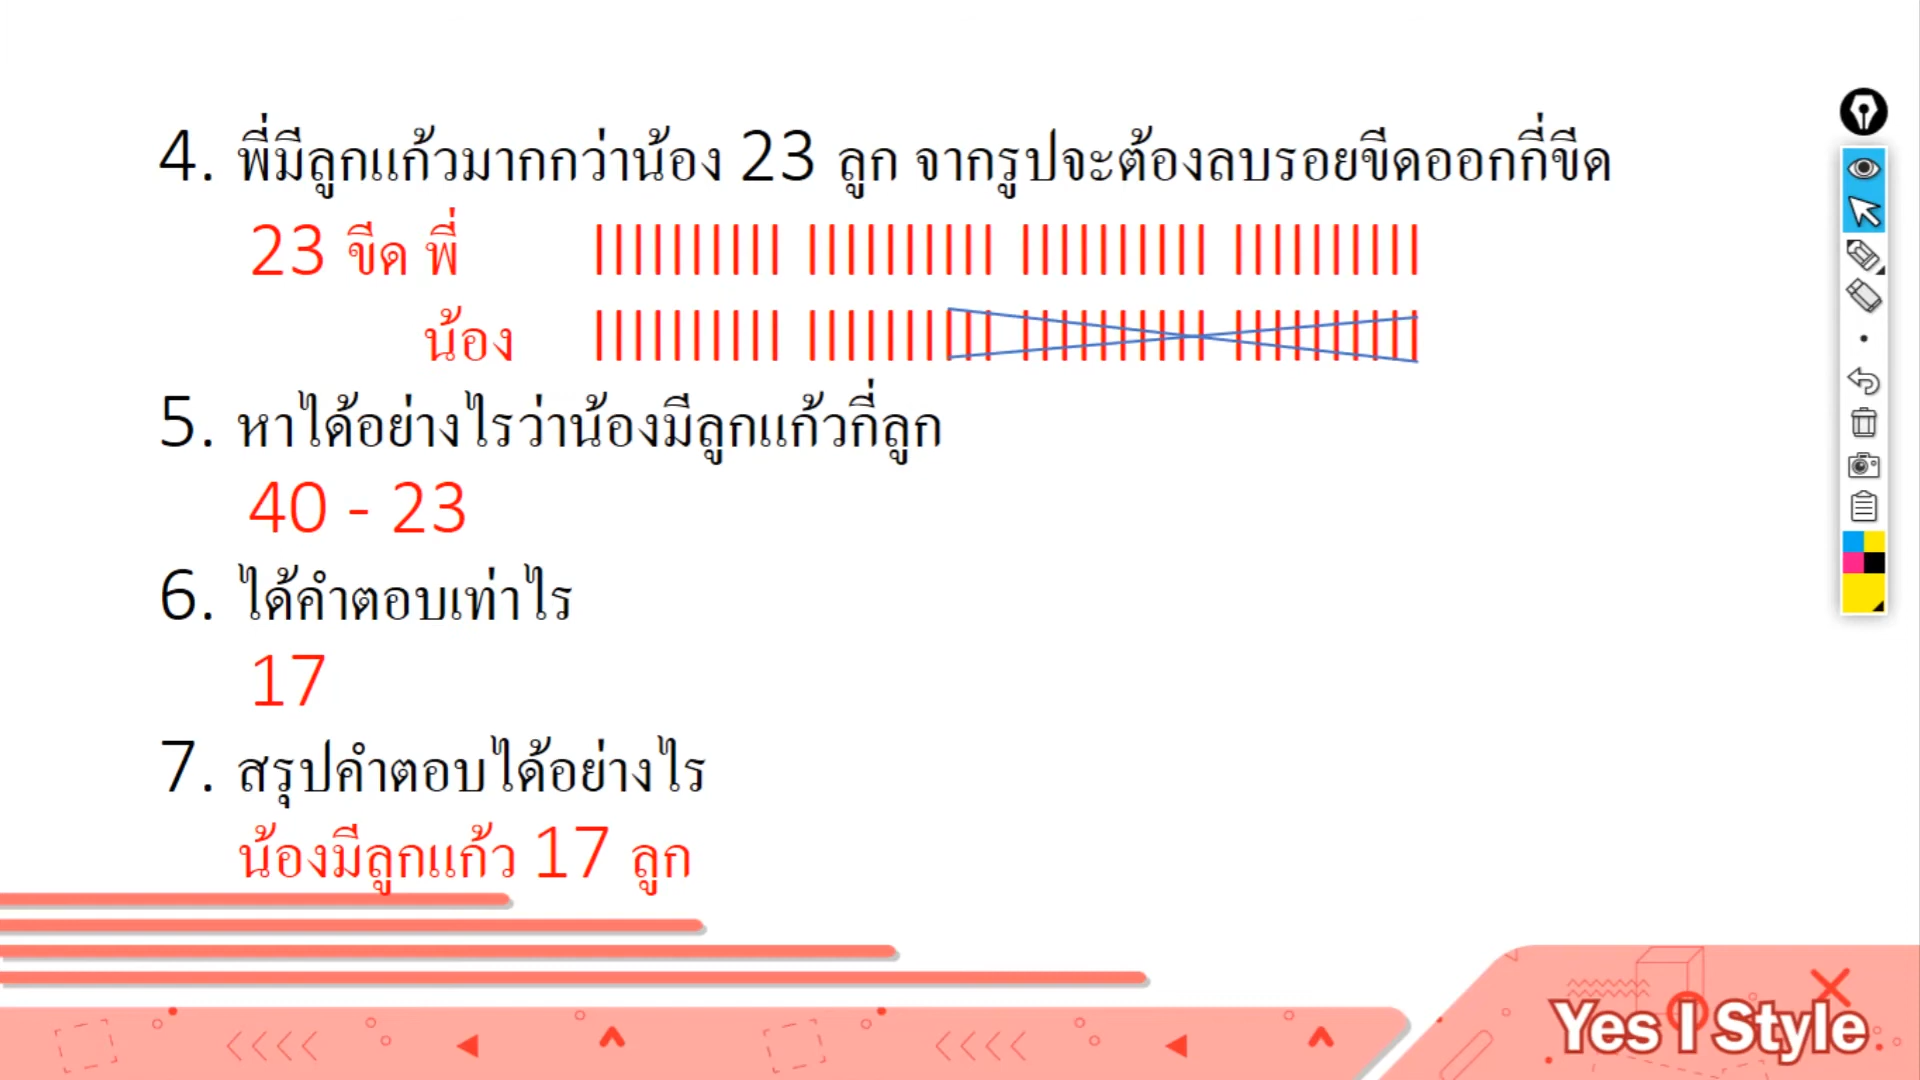 4. พี่มีลูกแก้วมากกว่าน้อง 23 ลูก จากรูปจะต้องลบรอยขีดออกกี่ขีด
23 ขีด พี่ |||||||||| |||||||||| |||||||||| ||||||||||
น้อง |||||||||| |||||||||| |||||||||| ||||||||||
5. หาได้อย่างไรว่าน้องมีลูกแก้วกี่ลูก
40 - 23
6. ได้คำตอบเท่าไร
17
7. สรุปคำตอบได้อย่างไร
น้องมีลูกแก้ว 17 ลูก
Yes I Style